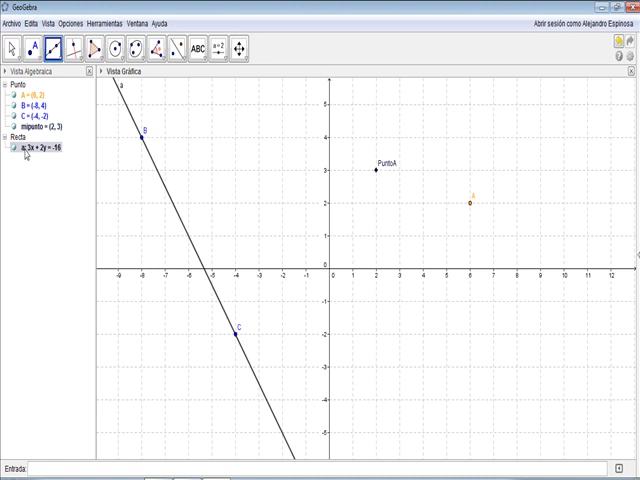 GeoGebra
Archivo Edita Vista Opciones Herramientas Ventana Ayuda
Abrir sesión como Alejandro Espinosa
A
ABC
a=2
Vista Algebraica
Vista Gráfica
Punto
A = (6, 2)
B = (-8, 4)
C = (-4, -2)
mipunto = (2, 3)
Recta
a: 3x + 2y = -16
a
5
B
4
PuntoA
3
A
2
1
0
-9 -8 -7 -6 -5 -4 -3 -2 -1 0 1 2 3 4 5 6 7 8 9 10 11 12
-1
C
-2
-3
-4
-5
Entrada: